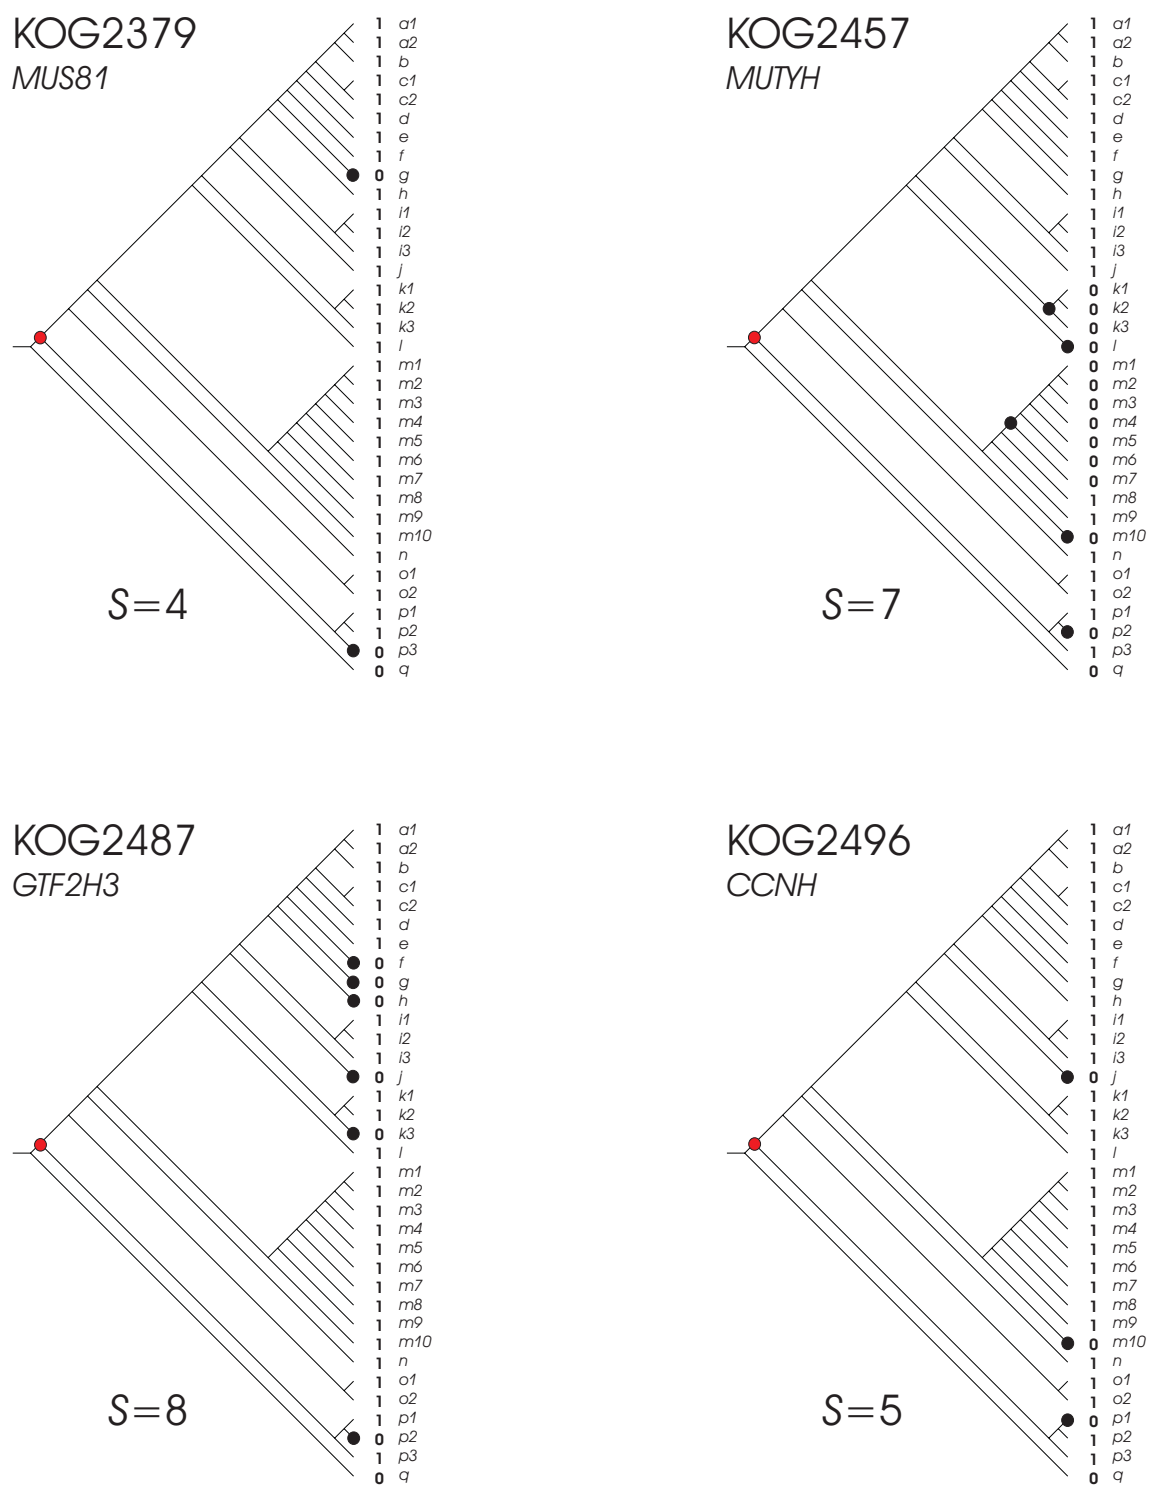 KOG2379
MUS81
1 a1
1 a2
1 b
1 c1
1 c2
1 d
1 e
1 f
0 g
1 h
1 i1
1 i2
1 i3
1 j
1 k1
1 k2
1 k3
1 l
1 m1
1 m2
1 m3
1 m4
1 m5
1 m6
1 m7
1 m8
1 m9
1 m10
1 n
1 o1
1 o2
1 p1
1 p2
0 p3
0 q
S=4
KOG2457
MUTYH
1 a1
1 a2
1 b
1 c1
1 c2
1 d
1 e
1 f
1 g
1 h
1 i1
1 i2
1 i3
1 j
0 k1
0 k2
0 k3
0 l
0 m1
0 m2
0 m3
0 m4
0 m5
0 m6
0 m7
1 m8
1 m9
0 m10
1 n
1 o1
1 o2
1 p1
0 p2
1 p3
0 q
S=7
KOG2487
GTF2H3
1 a1
1 a2
1 b
1 c1
1 c2
1 d
1 e
0 f
0 g
0 h
1 i1
1 i2
1 i3
0 j
1 k1
1 k2
0 k3
1 l
1 m1
1 m2
1 m3
1 m4
1 m5
1 m6
1 m7
1 m8
1 m9
1 m10
1 n
1 o1
1 o2
1 p1
0 p2
1 p3
0 q
S=8
KOG2496
CCNH
1 a1
1 a2
1 b
1 c1
1 c2
1 d
1 e
1 f
1 g
1 h
1 i1
1 i2
1 i3
0 j
1 k1
1 k2
1 k3
1 l
1 m1
1 m2
1 m3
1 m4
1 m5
1 m6
1 m7
1 m8
1 m9
0 m10
1 n
1 o1
1 o2
0 p1
1 p2
1 p3
0 q
S=5